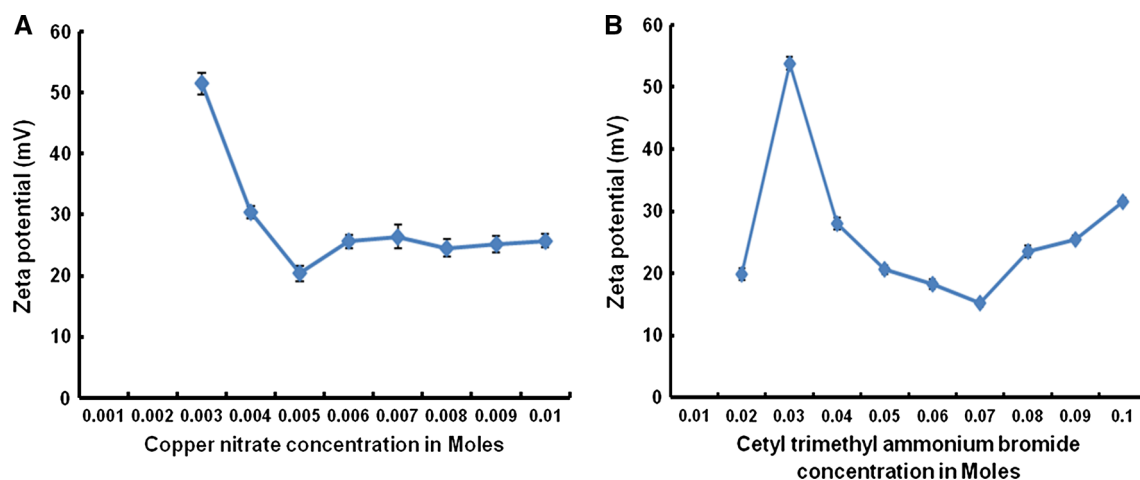 A
60
50
40
30
20
10
0
Zeta potential (mV)
0.001 0.002 0.003 0.004 0.005 0.006 0.007 0.008 0.009 0.01
Copper nitrate concentration in Moles
B
60
50
40
30
20
10
0
Zeta potential (mV)
0.01 0.02 0.03 0.04 0.05 0.06 0.07 0.08 0.09 0.1
Cetyl trimethyl ammonium bromide
concentration in Moles